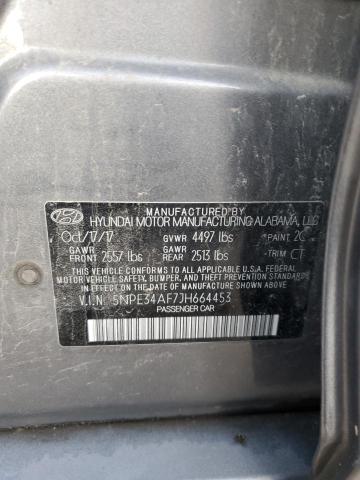 MANUFACTURED BY
HYUNDAI MOTOR MANUFACTURING ALABAMA, LLC
Oct/17/17 GVWR 4497 lbs PAINT 2C
GAWR FRONT 2557 lbs GAWR REAR 2513 lbs TRIM CT
THIS VEHICLE CONFORMS TO ALL APPLICABLE U.S.A. FEDERAL
MOTOR VEHICLE SAFETY, BUMPER, AND THEFT PREVENTION
STANDARDS IN EFFECT ON THE DATE OF MANUFACTURE SHOWN ABOVE
V.I.N. 5NPE34AF7JH664453
PASSENGER CAR